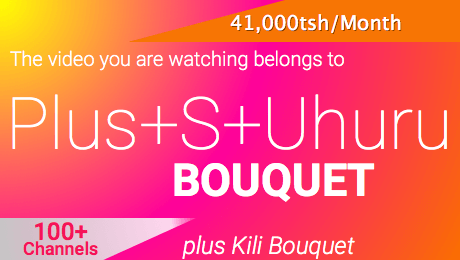 41,000tsh/Month
The video you are watching belongs to
Plus+S+Uhuru
BOUQUET
100+
Channels
plus Kili Bouquet